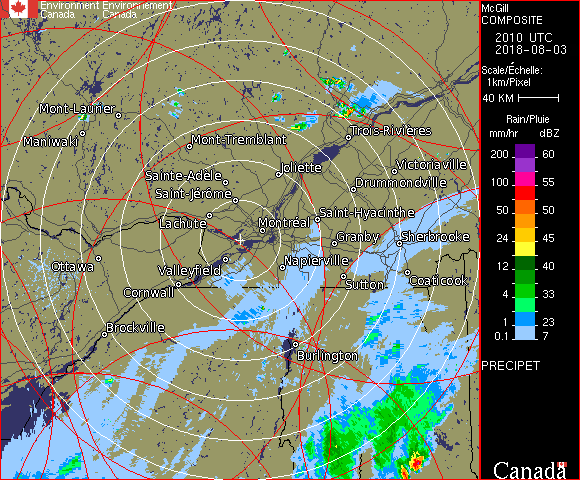 Environment Environnement
Canada Canada
McGill
COMPOSITE
2010 UTC
2018-08-03
Scale/Échelle:
1km/Pixel
40 KM
Rain/Pluie
mm/hr dBZ
200 60
100 55
50 50
24 45
12 40
4 33
1 23
0.1 7
PRECIPET
Canada
Mont-Laurier
Maniwaki
Mont-Tremblant
Trois-Rivières
Sainte-Adèle
Joliette
Victoriaville
Saint-Jérôme
Drummondville
Lachute
Montréal
Saint-Hyacinthe
Granby
Sherbrooke
Ottawa
Valleyfield
Napierville
Cornwall
Sutton
Coaticook
Brockville
Burlington